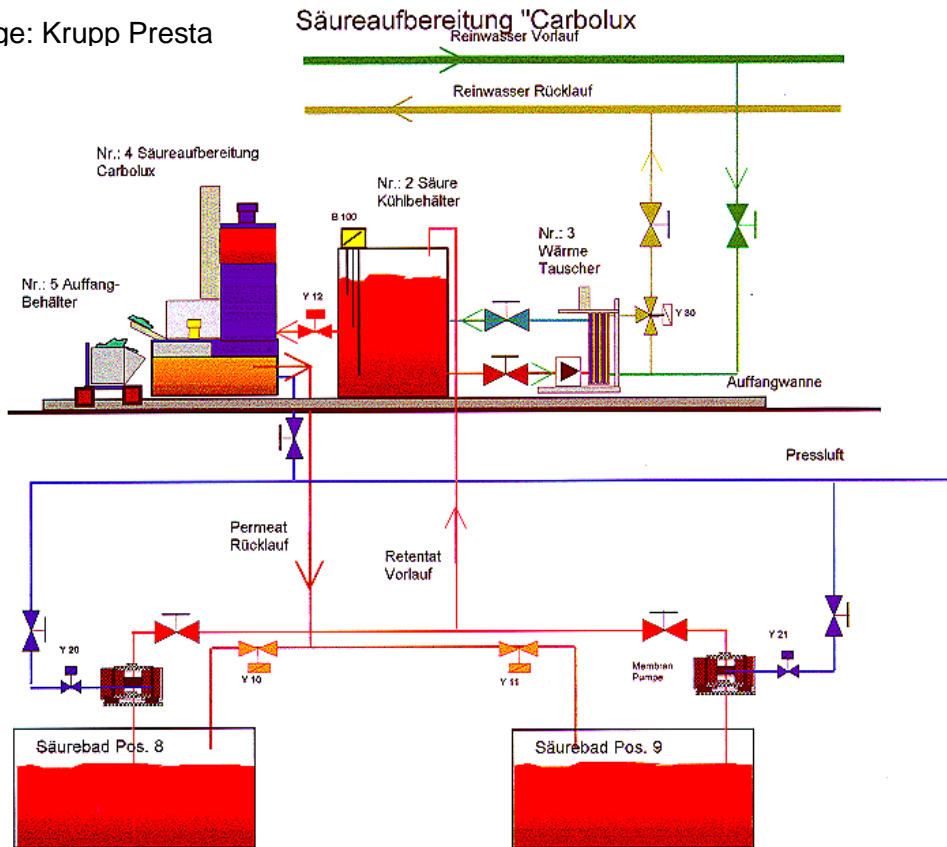 Säureaufbereitung "Carbolux
ge: Krupp Presta
Reinwasser Vorlauf
Reinwasser Rücklauf
Nr.: 4 Säureaufbereitung
Carbolux
Nr.: 2 Säure
Kühlbehälter
B 100
Nr.: 3
Wärme
Tauscher
Nr.: 5 Auffang-
Behälter
Y 12
Y 80
Auffangwanne
Pressluft
Permeat
Rücklauf
Retentat
Vorlauf
Y 20
Y 10
Y 11
Membran
Pumpe
Y 21
Säurebad Pos. 8
Säurebad Pos. 9